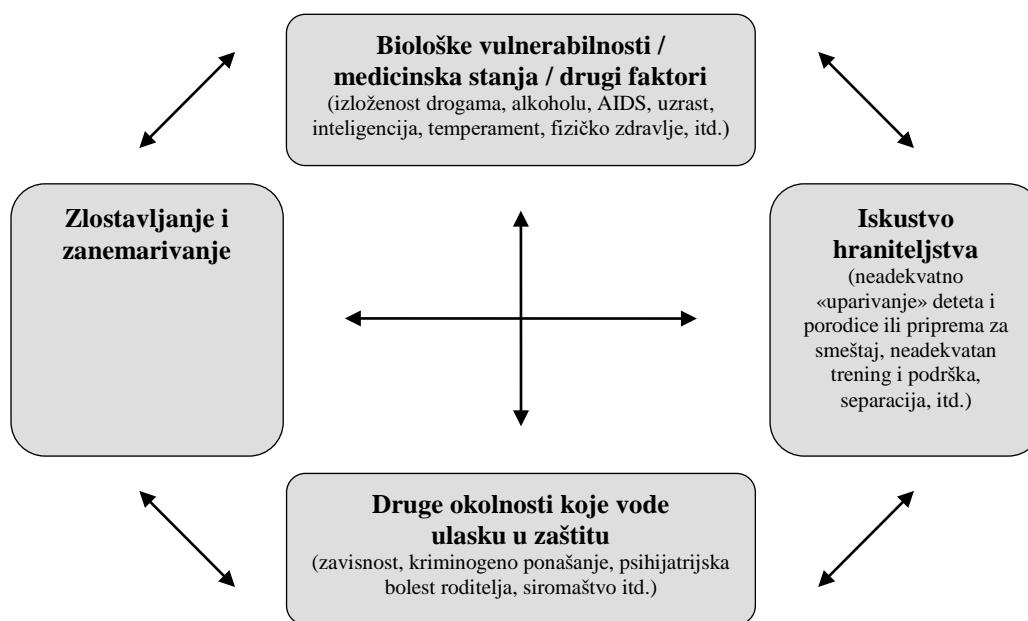 Biološke vulnerabilnosti /
medicinska stanja / drugi faktori
(izloženost drogama, alkoholu, AIDS, uzrast,
inteligencija, temperament, fizičko zdravlje, itd.)
Zlostavljanje i
zanemarivanje
Iskustvo
hraniteljstva
(neadekvatno
«uparivanje» deteta i
porodice ili priprema za
smeštaj, neadekvatan
trening i podrška,
separacija, itd.)
Druge okolnosti koje vode
ulasku u zaštitu
(zavisnost, kriminogeno ponašanje, psihijatrijska
bolest roditelja, siromaštvo itd.)